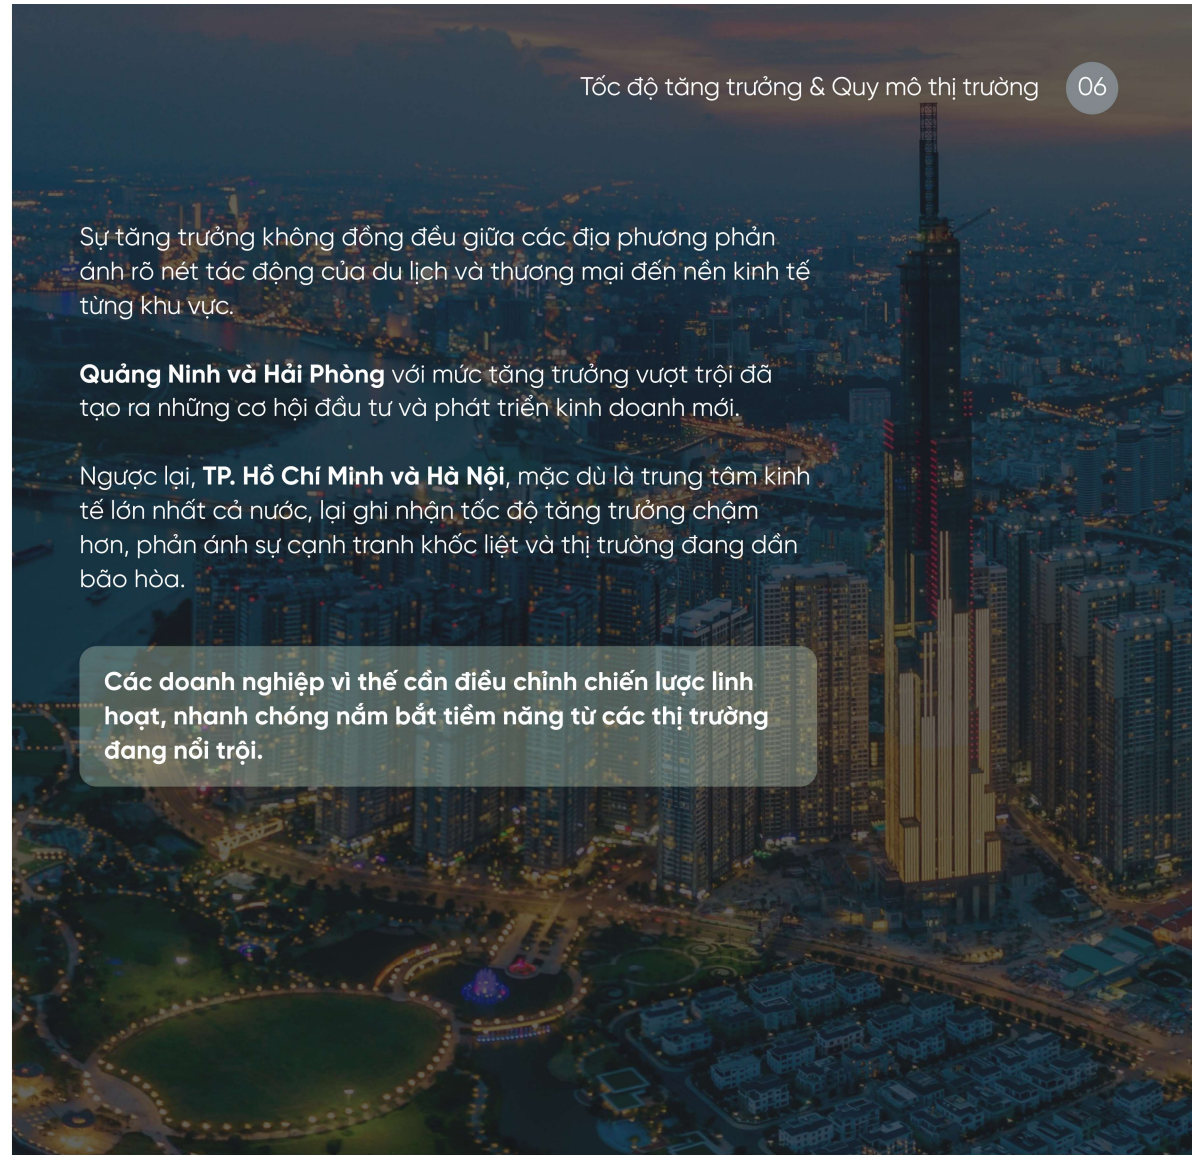 Tốc độ tăng trưởng & Quy mô thị trường 06
Sự tăng trưởng không đồng đều giữa các địa phương phản
ánh rõ nét tác động của du lịch và thương mại đến nền kinh tế
từng khu vực.
Quảng Ninh và Hải Phòng với mức tăng trưởng vượt trội đã
tạo ra những cơ hội đầu tư và phát triển kinh doanh mới.
Ngược lại, TP. Hồ Chí Minh và Hà Nội, mặc dù là trung tâm kinh
tế lớn nhất cả nước, lại ghi nhận tốc độ tăng trưởng chậm
hơn, phản ánh sự cạnh tranh khốc liệt và thị trường đang dần
bão hòa.
Các doanh nghiệp vì thế cần điều chỉnh chiến lược linh
hoạt, nhanh chóng nắm bắt tiềm năng từ các thị trường
đang nổi trội.